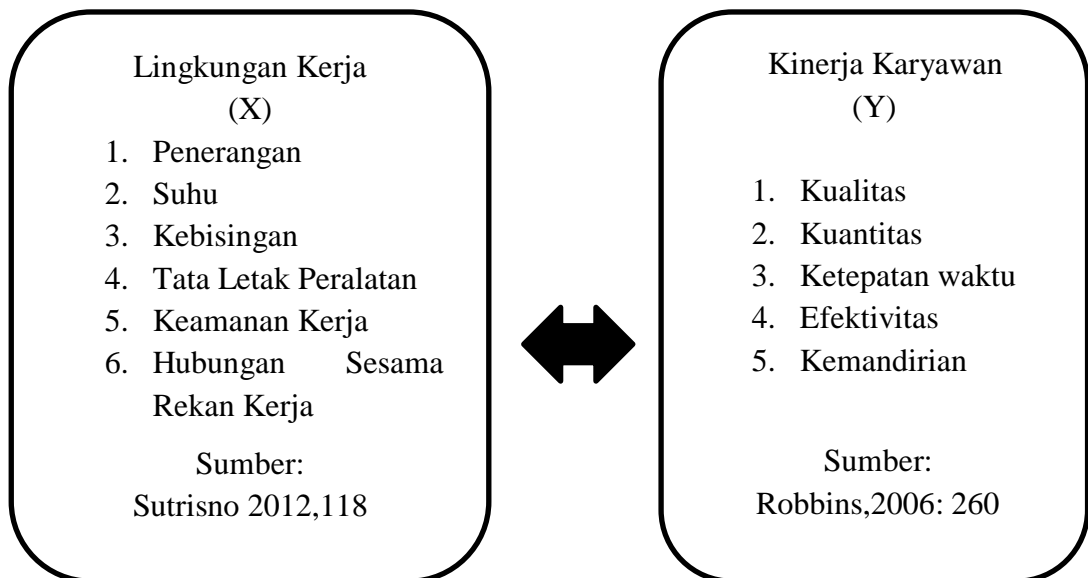 Lingkungan Kerja
(X)
1. Penerangan
2. Suhu
3. Kebisingan
4. Tata Letak Peralatan
5. Keamanan Kerja
6. Hubungan Sesama
Rekan Kerja
Sumber:
Sutrisno 2012,118
Kinerja Karyawan
(Y)
1. Kualitas
2. Kuantitas
3. Ketepatan waktu
4. Efektivitas
5. Kemandirian
Sumber:
Robbins,2006: 260